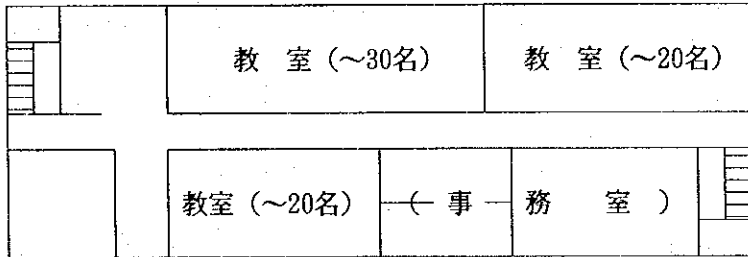 教 室（～30名）
教 室（～20名）
教室（～20名）
（ 事 務 室 ）